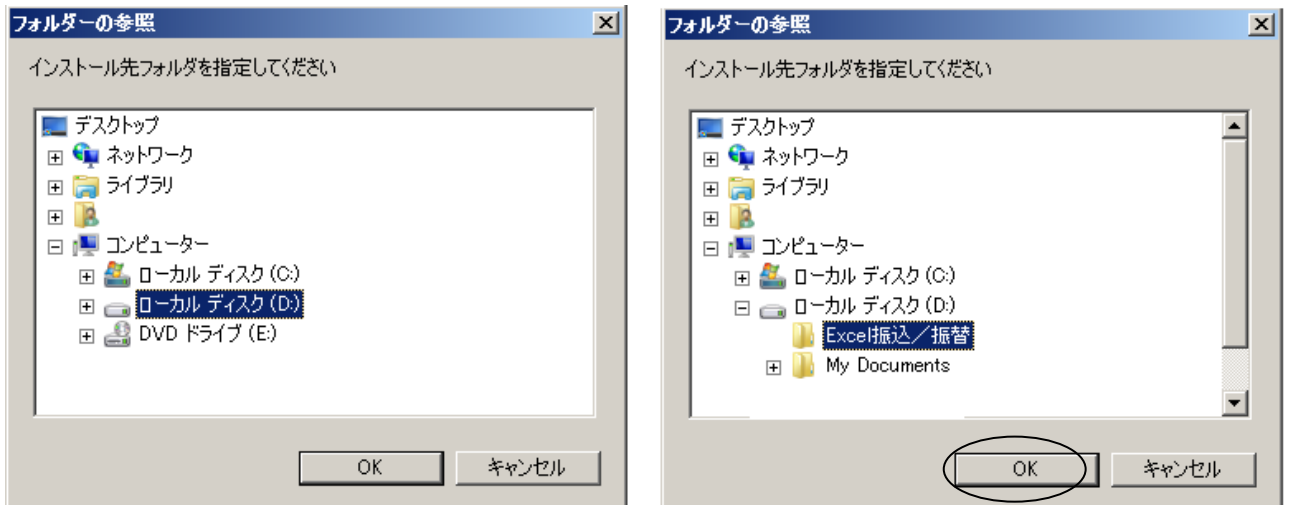 フォルダーの参照
インストール先フォルダを指定してください
デスクトップ
ネットワーク
ライブラリ
コンピューター
ローカル ディスク (C:)
ローカル ディスク (D:)
DVD ドライブ (E:)
OK
キャンセル
フォルダーの参照
インストール先フォルダを指定してください
デスクトップ
ネットワーク
ライブラリ
コンピューター
ローカル ディスク (C:)
ローカル ディスク (D:)
Excel振込／振替
My Documents
OK
キャンセル